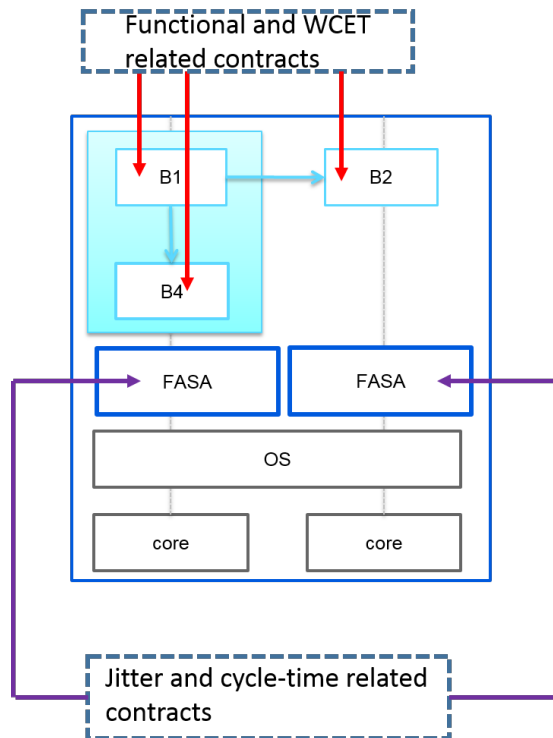 Functional and WCET
related contracts
B1
B2
B4
FASA
FASA
OS
core
core
Jitter and cycle-time related
contracts